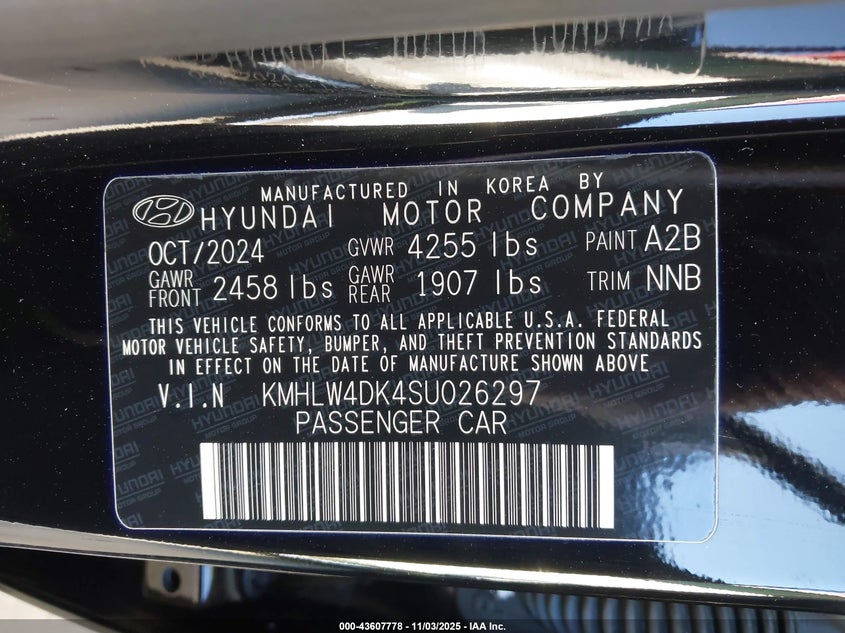 MANUFACTURED IN KOREA BY
HYUNDAI MOTOR COMPANY
OCT/2024 GVWR 4255 lbs PAINT A2B
GAWR FRONT 2458 lbs GAWR REAR 1907 lbs TRIM NNB
THIS VEHICLE CONFORMS TO ALL APPLICABLE U.S.A. FEDERAL
MOTOR VEHICLE SAFETY, BUMPER, AND THEFT PREVENTION STANDARDS
IN EFFECT ON THE DATE OF MANUFACTURE SHOWN ABOVE
V.I.N KMHLW4DK4SU026297
PASSENGER CAR
000-43607778 - 11/03/2025 - IAA Inc.